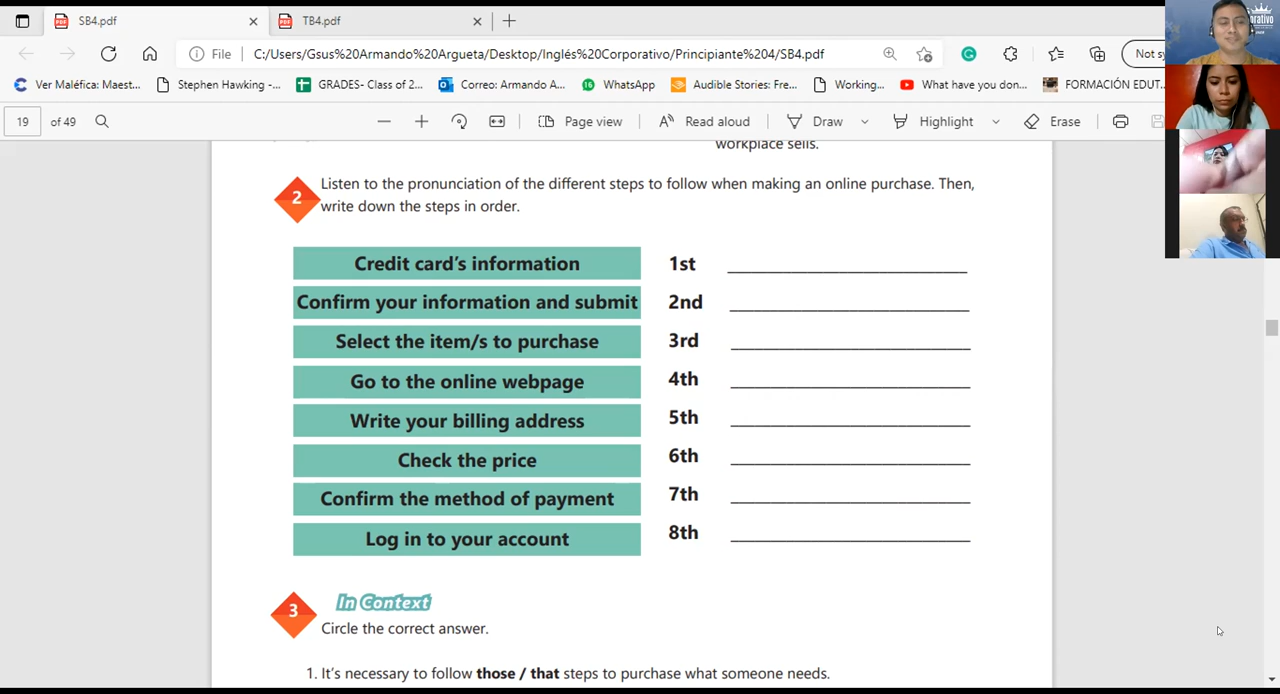 SB4.pdf
TB4.pdf
File
C:/Users/Gsus%20Armando%20Argueta/Desktop/Inglés%20Corporativo/Principiante%204/SB4.pdf
Not sy
Ver Maléfica: Maest...
Stephen Hawking -...
GRADES- Class of 2...
Correo: Armando A...
WhatsApp
Audible Stories: Fre...
Working...
What have you don...
FORMACIÓN EDUT...
19 of 49
Page view
Read aloud
Draw
Highlight
Erase
workplace sells.
2
Listen to the pronunciation of the different steps to follow when making an online purchase. Then,
write down the steps in order.
Credit card's information
1st
Confirm your information and submit
2nd
Select the item/s to purchase
3rd
Go to the online webpage
4th
Write your billing address
5th
Check the price
6th
Confirm the method of payment
7th
Log in to your account
8th
3
In Context
Circle the correct answer.
1. It's necessary to follow those / that steps to purchase what someone needs.